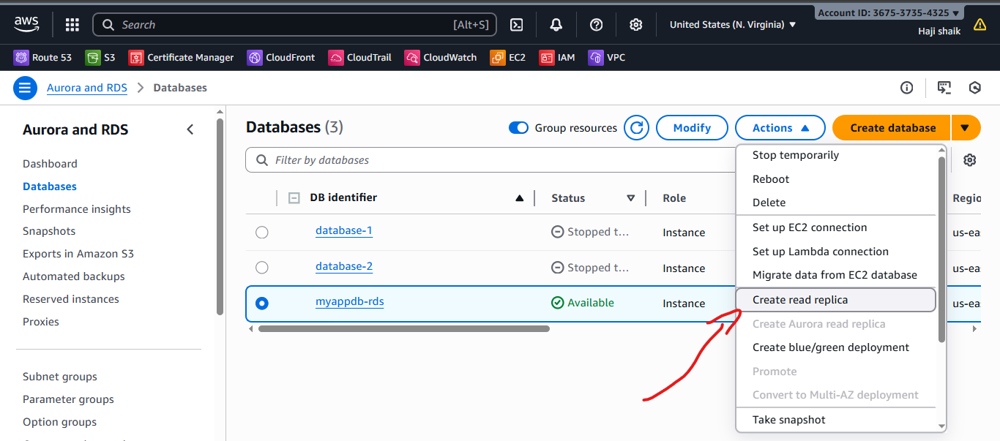 aws
Search [Alt+S]
United States (N. Virginia) ▼
Account ID: 3675-3735-4325 ▼
Haji shaik
Route 53 S3 Certificate Manager CloudFront CloudTrail CloudWatch EC2 IAM VPC
Aurora and RDS > Databases
Aurora and RDS
Dashboard
Databases
Performance insights
Snapshots
Exports in Amazon S3
Automated backups
Reserved instances
Proxies
Subnet groups
Parameter groups
Option groups
Databases (3)
Group resources
Modify
Actions
Create database
Filter by databases
DB identifier Status Role Regio
database-1 Stopped t... Instance us-eas
database-2 Stopped t... Instance us-eas
myappdb-rds Available Instance us-eas
Stop temporarily
Reboot
Delete
Set up EC2 connection
Set up Lambda connection
Migrate data from EC2 database
Create read replica
Create Aurora read replica
Create blue/green deployment
Promote
Convert to Multi-AZ deployment
Take snapshot